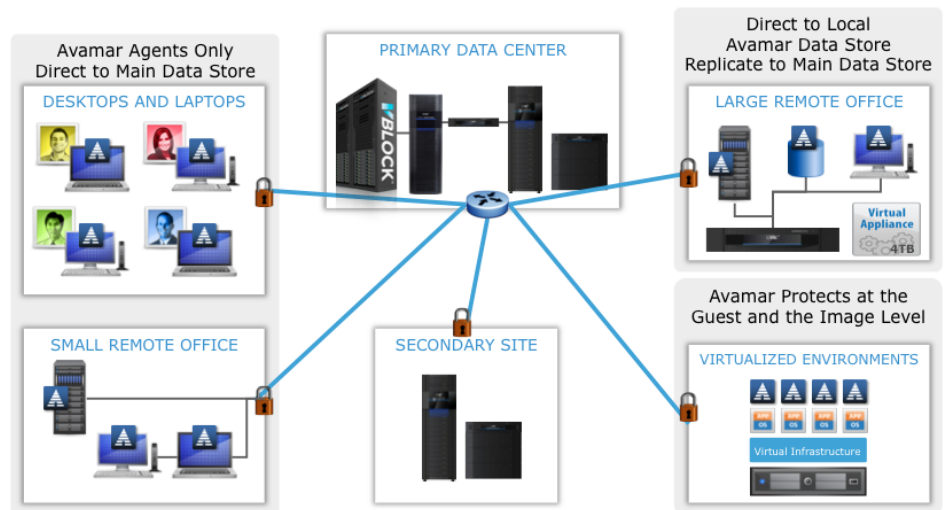 Avamar Agents Only
Direct to Main Data Store
DESKTOPS AND LAPTOPS
SMALL REMOTE OFFICE
PRIMARY DATA CENTER
VBLOCK
SECONDARY SITE
Direct to Local
Avamar Data Store
Replicate to Main Data Store
LARGE REMOTE OFFICE
Virtual
Appliance
4TB
Avamar Protects at the
Guest and the Image Level
VIRTUALIZED ENVIRONMENTS
APP APP APP APP
OS OS OS OS
Virtual Infrastructure